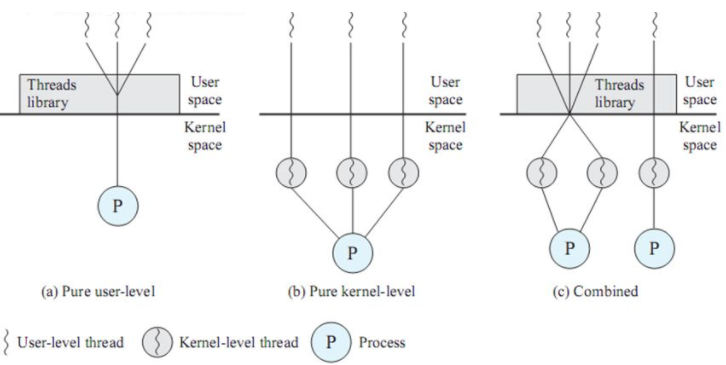 Threads
library
User
space
Kernel
space
P
(a) Pure user-level
User
space
Kernel
space
P
(b) Pure kernel-level
Threads
library
User
space
Kernel
space
P
P
(c) Combined
User-level thread
Kernel-level thread
P
Process